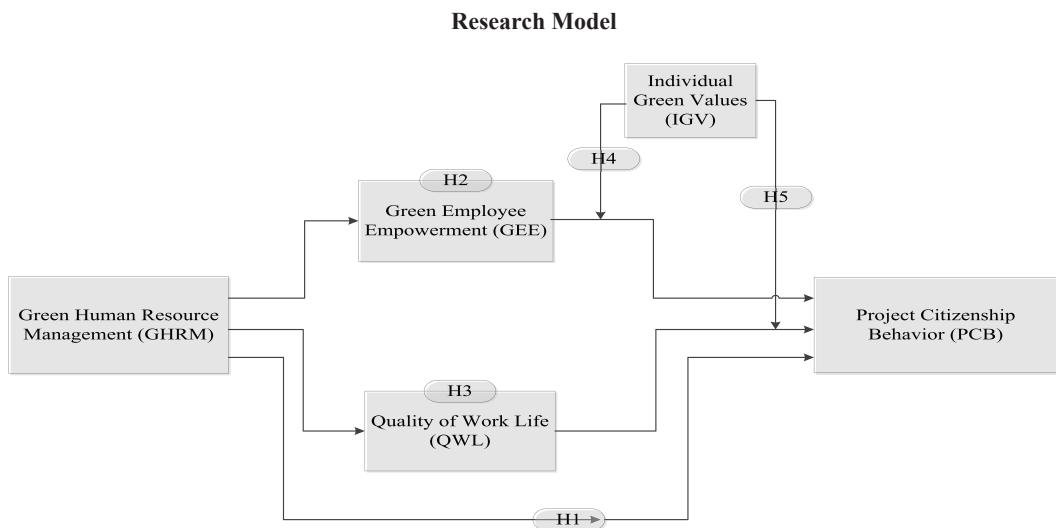 Research Model
Individual
Green Values
(IGV)
H4
H2
H5
Green Employee
Empowerment (GEE)
Green Human Resource
Management (GHRM)
Project Citizenship
Behavior (PCB)
H3
Quality of Work Life
(QWL)
H1